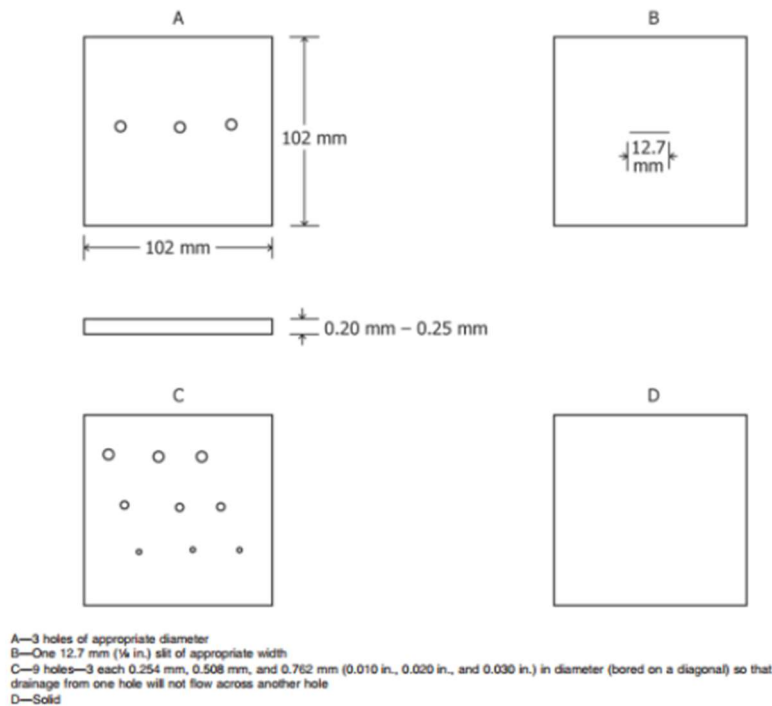 A
B
102 mm
12.7
mm
102 mm
0.20 mm – 0.25 mm
C
D
A—3 holes of appropriate diameter
B—One 12.7 mm (½ in.) slit of appropriate width
C—9 holes—3 each 0.254 mm, 0.508 mm, and 0.762 mm (0.010 in., 0.020 in., and 0.030 in.) in diameter (bored on a diagonal) so that
drainage from one hole will not flow across another hole
D—Solid